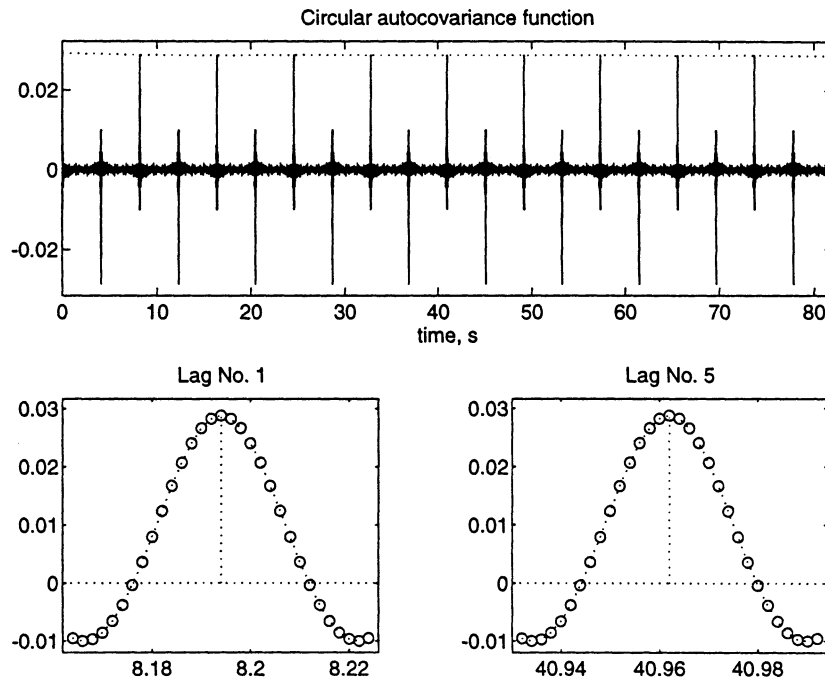 Circular autocovariance function
0.02
0
-0.02
0 10 20 30 40 50 60 70 80
time, s
Lag No. 1
Lag No. 5
0.03
0.02
0.01
0
-0.01
8.18 8.2 8.22
0.03
0.02
0.01
0
-0.01
40.94 40.96 40.98